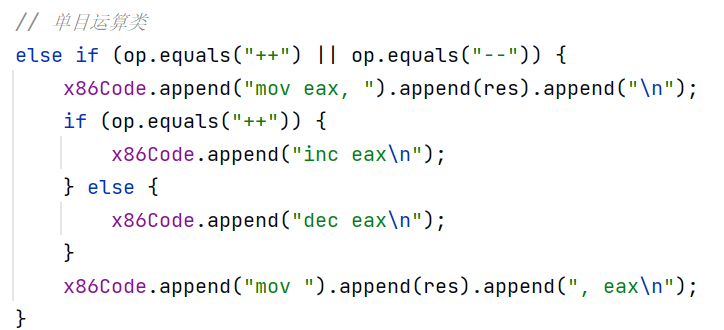 // 单目运算类
else if (op.equals("++") || op.equals("--")) {
    x86Code.append("mov eax, ").append(res).append("\n");
    if (op.equals("++")) {
        x86Code.append("inc eax\n");
    } else {
        x86Code.append("dec eax\n");
    }
    x86Code.append("mov ").append(res).append(", eax\n");
}